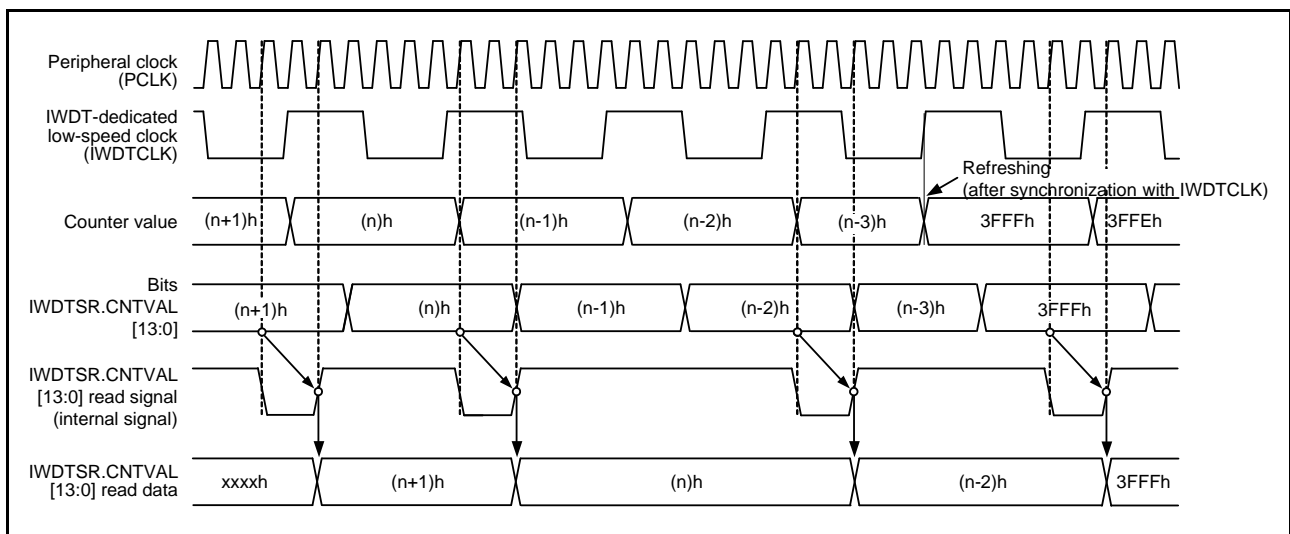 Peripheral clock
(PCLK)
IWDT-dedicated
low-speed clock
(IWDTCLK)
Refreshing
(after synchronization with IWDTCLK)
Counter value
(n+1)h
(n)h
(n-1)h
(n-2)h
(n-3)h
3FFFh
3FFEh
Bits
IWDTSR.CNTVAL
[13:0]
(n+1)h
(n)h
(n-1)h
(n-2)h
(n-3)h
3FFFh
IWDTSR.CNTVAL
[13:0] read signal
(internal signal)
IWDTSR.CNTVAL
[13:0] read data
xxxxh
(n+1)h
(n)h
(n-2)h
3FFFh